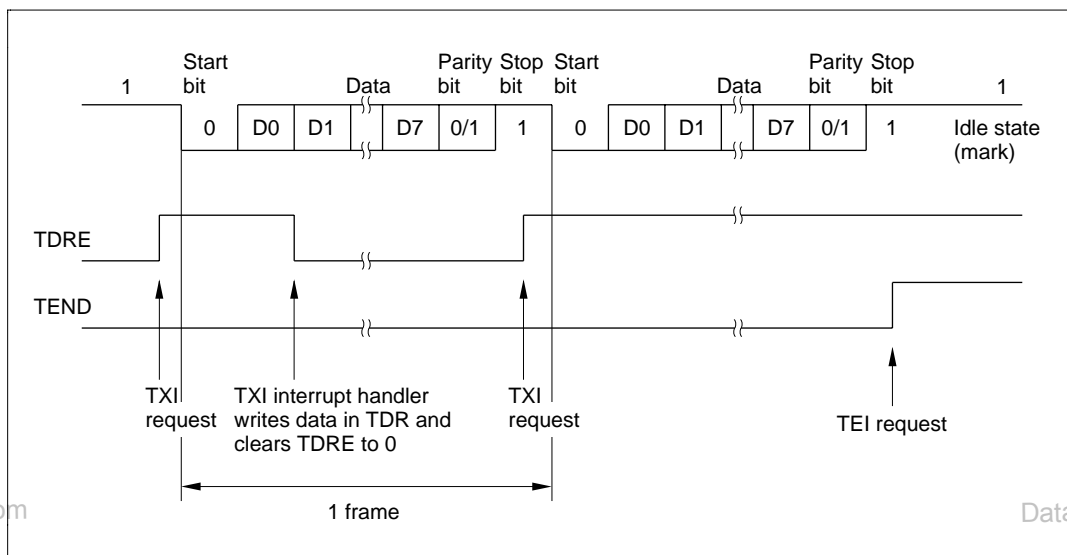 Start Parity Stop Start Parity Stop
1 bit Data bit bit bit Data bit bit 1
0 D0 D1 D7 0/1 1 0 D0 D1 D7 0/1 1 Idle state
(mark)
TDRE
TEND
TXI
request
TXI interrupt handler
writes data in TDR and
clears TDRE to 0
TXI
request
TEI request
1 frame
om
Data